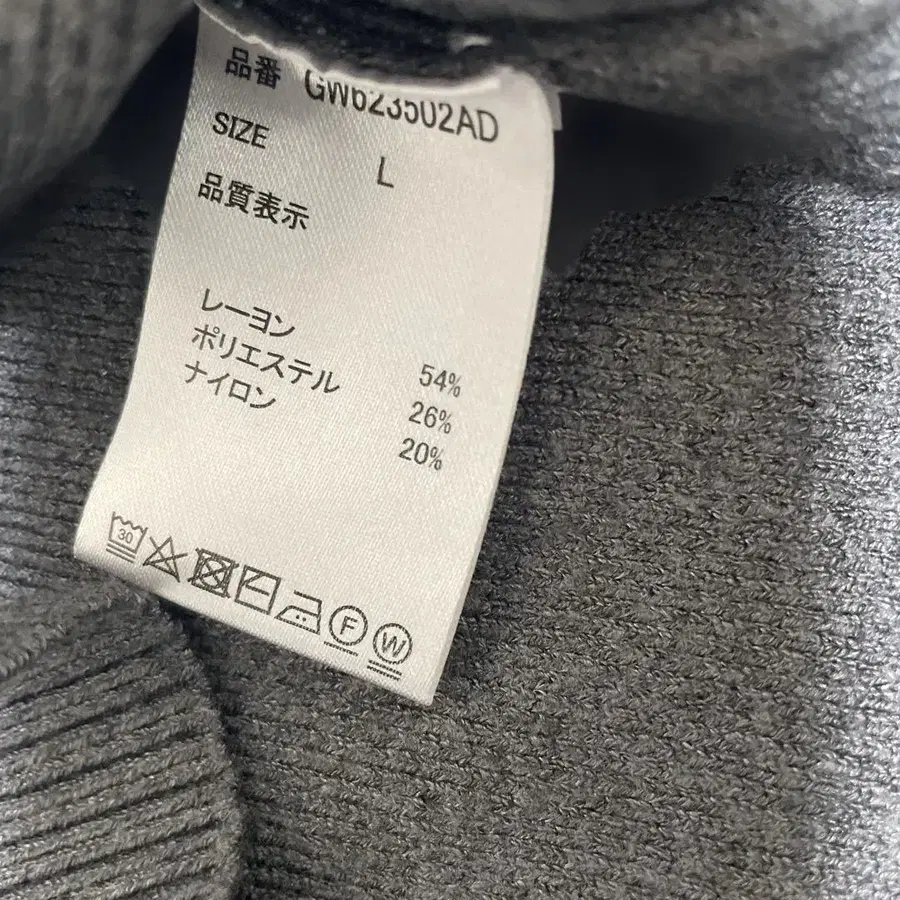 品番 GW623502AD
SIZE L
品質表示
レーヨン 54%
ポリエステル 26%
ナイロン 20%
30 F W